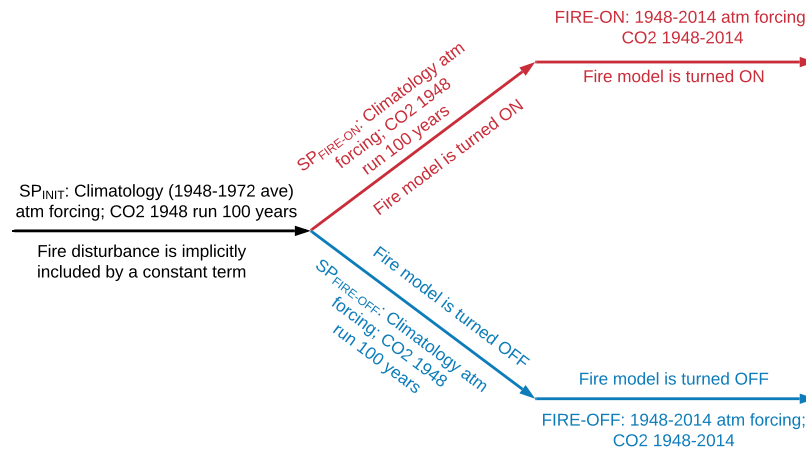 FIRE-ON: 1948-2014 atm forcing
CO2 1948-2014
Fire model is turned ON
SPFIRE-ON: Climatology atm
forcing; CO2 1948
run 100 years
Fire model is turned ON
SPINIT: Climatology (1948-1972 ave)
atm forcing; CO2 1948 run 100 years
Fire disturbance is implicitly
included by a constant term
Fire model is turned OFF
SPFIRE-OFF: Climatology atm
forcing; CO2 1948
run 100 years
Fire model is turned OFF
FIRE-OFF: 1948-2014 atm forcing;
CO2 1948-2014